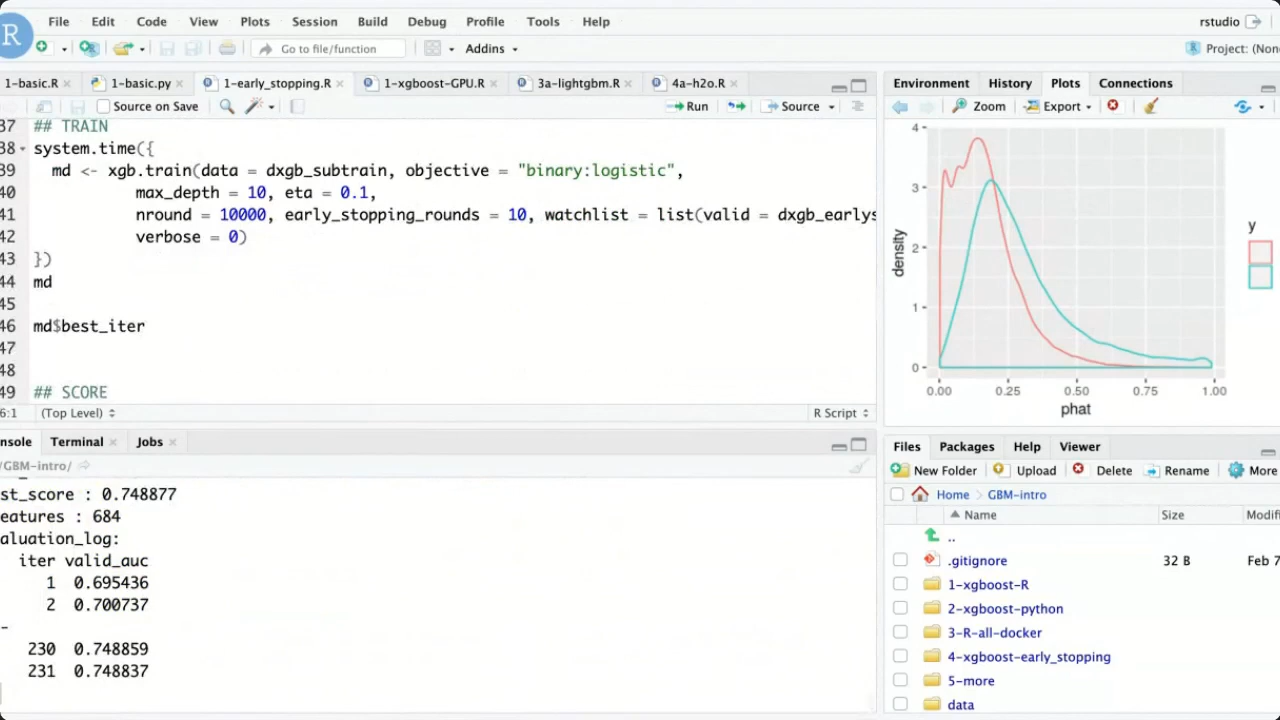 R
File Edit Code View Plots Session Build Debug Profile Tools Help
rstudio
Go to file/function
Addins
Project: (None
1-basic.R
1-basic.py
1-early_stopping.R
1-xgboost-GPU.R
3a-lightgbm.R
4a-h2o.R
Source on Save
Run
Source
37 ## TRAIN
38 system.time({
39 md <- xgb.train(data = dxgb_subtrain, objective = "binary:logistic",
40 max_depth = 10, eta = 0.1,
41 nround = 10000, early_stopping_rounds = 10, watchlist = list(valid = dxgb_earlys
42 verbose = 0)
43 })
44 md
45
46 md$best_iter
47
48
49 ## SCORE
6:1 (Top Level)
R Script
nsole Terminal Jobs
/GBM-intro/
st_score : 0.748877
eatures : 684
aluation_log:
iter valid_auc
1 0.695436
2 0.700737
-
230 0.748859
231 0.748837
Environment History Plots Connections
Zoom Export
4
3
2
1
0
density
0.00 0.25 0.50 0.75 1.00
phat
y
Files Packages Help Viewer
New Folder Upload Delete Rename More
Home GBM-intro
Name Size Modifi
..
.gitignore 32 B Feb 7
1-xgboost-R
2-xgboost-python
3-R-all-docker
4-xgboost-early_stopping
5-more
data